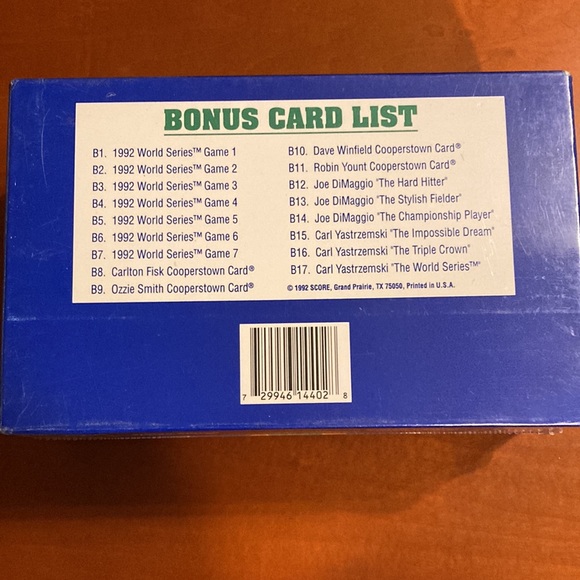 BONUS CARD LIST
B1. 1992 World Series™ Game 1
B2. 1992 World Series™ Game 2
B3. 1992 World Series™ Game 3
B4. 1992 World Series™ Game 4
B5. 1992 World Series™ Game 5
B6. 1992 World Series™ Game 6
B7. 1992 World Series™ Game 7
B8. Carlton Fisk Cooperstown Card®
B9. Ozzie Smith Cooperstown Card®
B10. Dave Winfield Cooperstown Card®
B11. Robin Yount Cooperstown Card®
B12. Joe DiMaggio "The Hard Hitter"
B13. Joe DiMaggio "The Stylish Fielder"
B14. Joe DiMaggio "The Championship Player"
B15. Carl Yastrzemski "The Impossible Dream"
B16. Carl Yastrzemski "The Triple Crown"
B17. Carl Yastrzemski "The World Series™"
© 1992 SCORE, Grand Prairie, TX 75050, Printed in U.S.A.
7 29946 14402 8